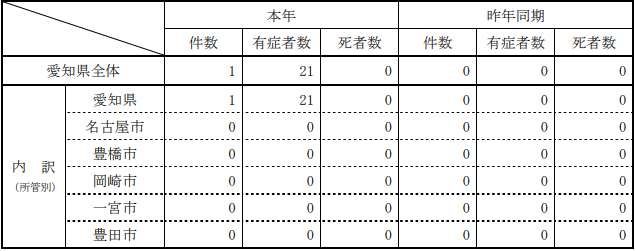 本年 昨年同期
件数 有症者数 死者数 件数 有症者数 死者数
愛知県全体 1 21 0 0 0 0
愛知県 1 21 0 0 0 0
名古屋市 0 0 0 0 0 0
豊橋市 0 0 0 0 0 0
内 訳
(所管別)
岡崎市 0 0 0 0 0 0
一宮市 0 0 0 0 0 0
豊田市 0 0 0 0 0 0